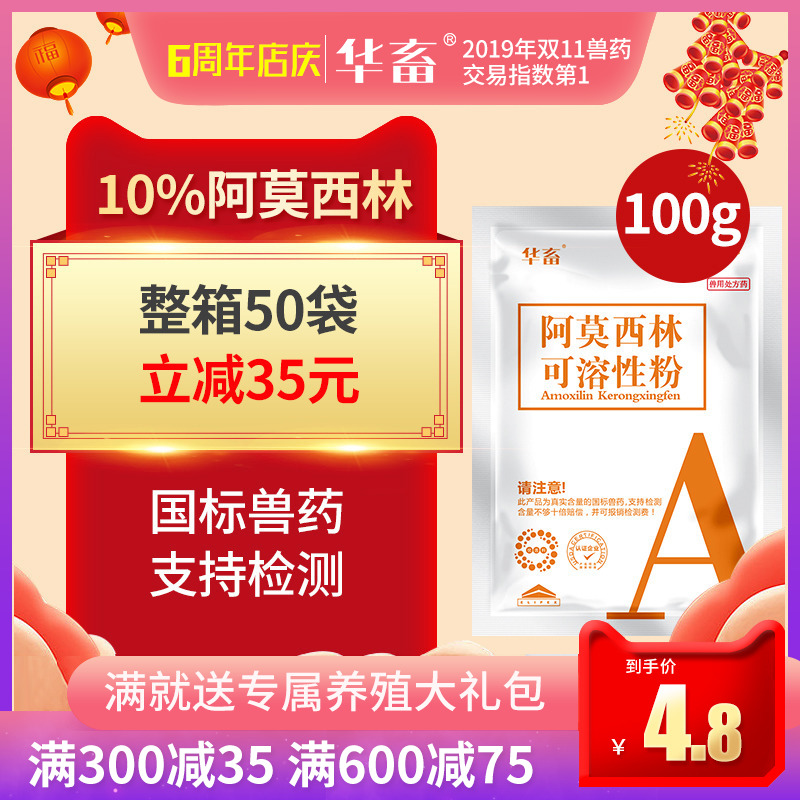 6周年店庆
华畜®
2019年双11兽药
交易指数第1
福
10%阿莫西林
100g
整箱50袋
立减35元
国标兽药
支持检测
华畜®
兽用处方药
阿莫西林
可溶性粉
Amoxilin Kerongxingfen
A
请注意!
此产品为真实含量的国标兽药,支持检测
含量不够十倍赔偿，并可报销检测费!
认证企业
满就送专属养殖大礼包
满300减35 满600减75
到手价
¥4.8